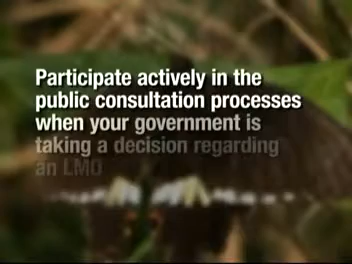 Participate actively in the
public consultation processes
when your government is
taking a decision regarding
an LMO